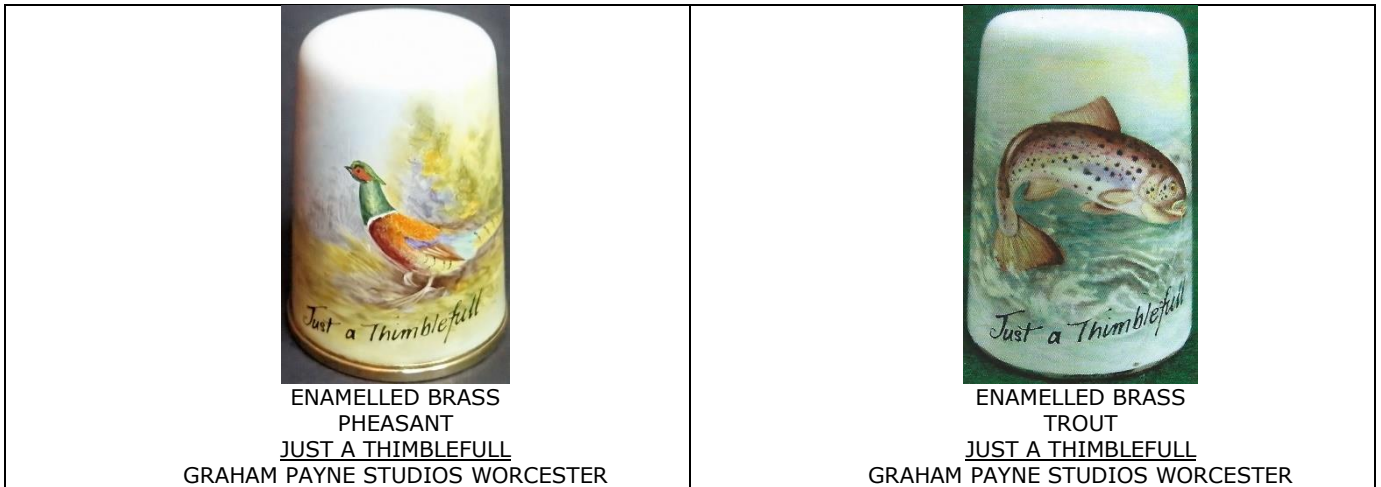 Just a Thimblefull
ENAMELLED BRASS
PHEASANT
JUST A THIMBLEFULL
GRAHAM PAYNE STUDIOS WORCESTER
Just a Thimblefull
ENAMELLED BRASS
TROUT
JUST A THIMBLEFULL
GRAHAM PAYNE STUDIOS WORCESTER